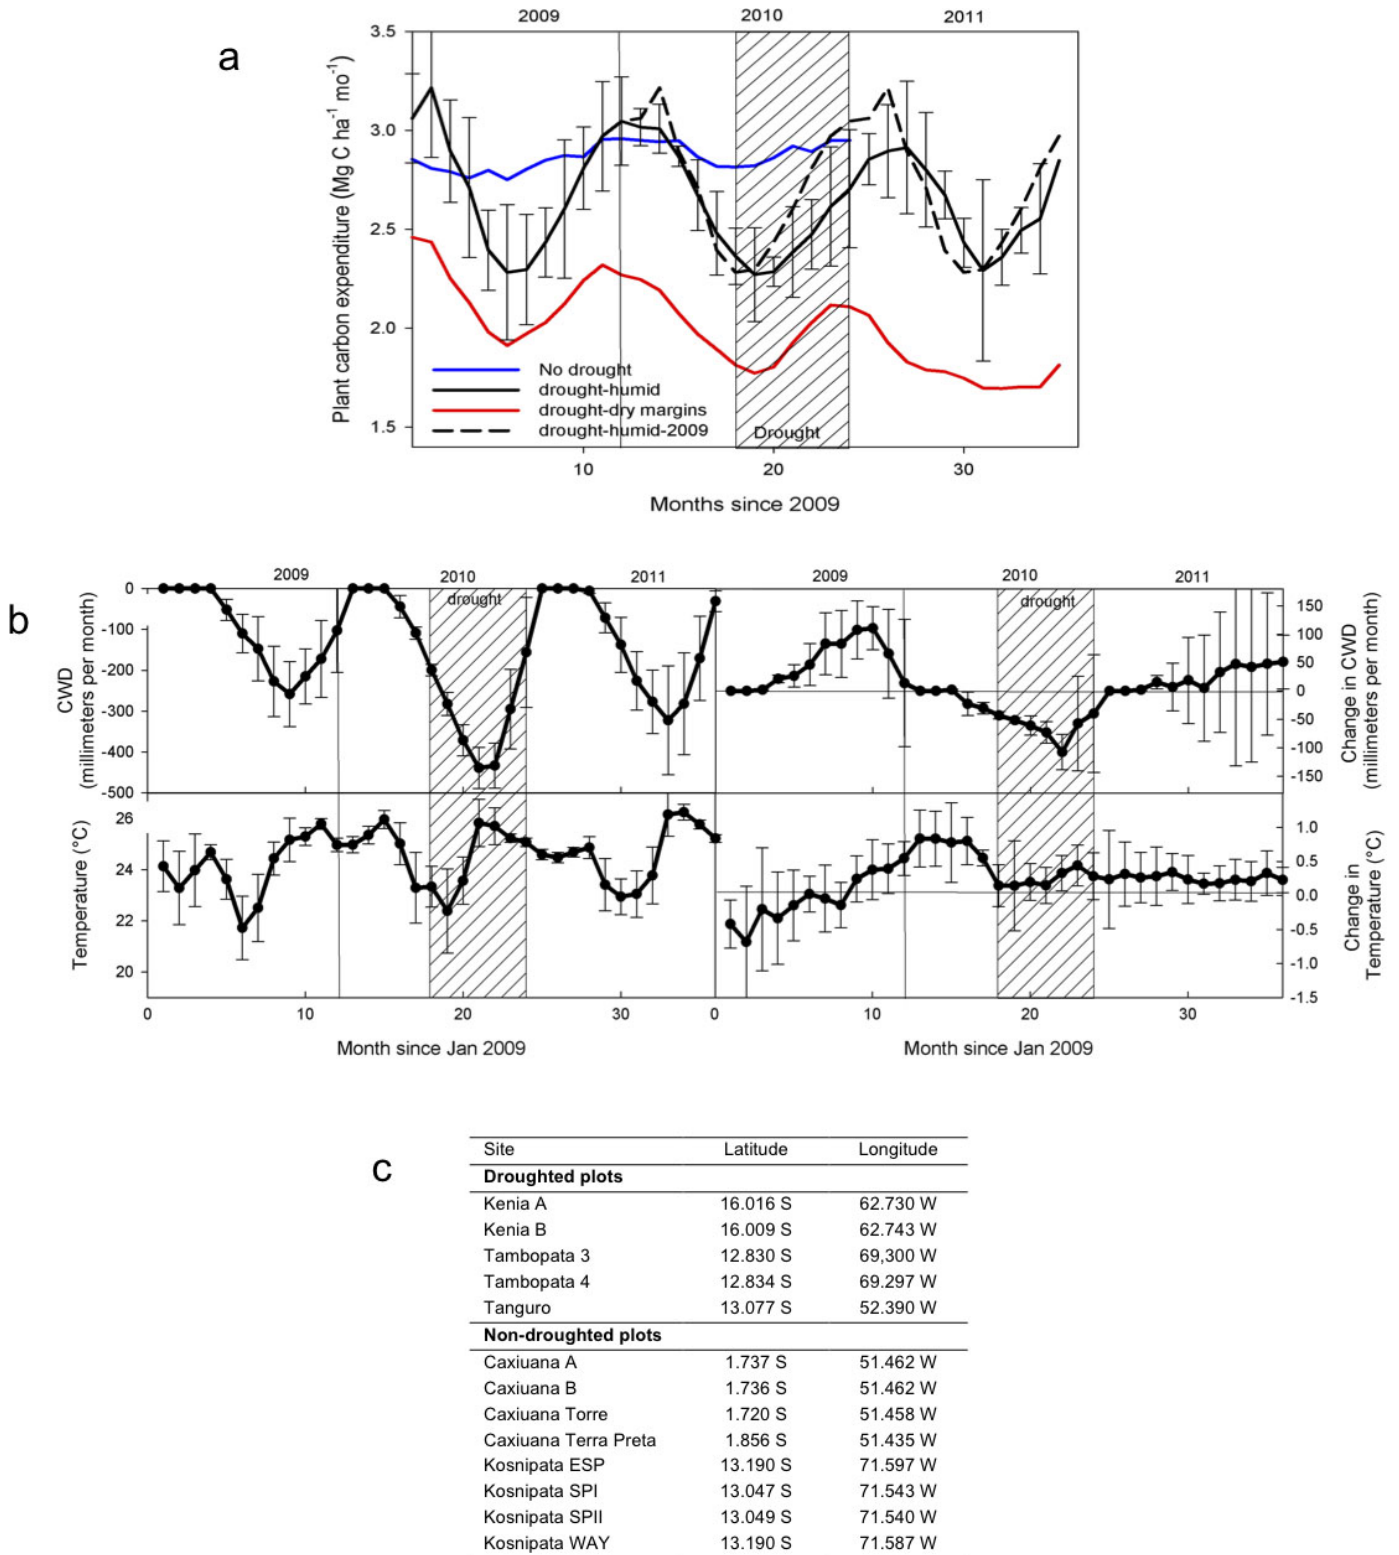 a
2009 2010 2011
Plant carbon expenditure (Mg C ha⁻¹ mo⁻¹)
3.5
3.0
2.5
2.0
1.5
No drought
drought-humid
drought-dry margins
drought-humid-2009
Drought
10 20 30
Months since 2009
b
2009 2010 2011 2009 2010 2011
drought drought
CWD
(millimeters per month)
0
-100
-200
-300
-400
-500
150
100
50
0
-50
-100
-150
Change in CWD
(millimeters per month)
Temperature (°C)
26
24
22
20
1.0
0.5
0.0
-0.5
-1.0
-1.5
Change in
Temperature (°C)
0 10 20 30 0 10 20 30
Month since Jan 2009 Month since Jan 2009
c
Site Latitude Longitude
Droughted plots
Kenia A 16.016 S 62.730 W
Kenia B 16.009 S 62.743 W
Tambopata 3 12.830 S 69,300 W
Tambopata 4 12.834 S 69.297 W
Tanguro 13.077 S 52.390 W
Non-droughted plots
Caxiuana A 1.737 S 51.462 W
Caxiuana B 1.736 S 51.462 W
Caxiuana Torre 1.720 S 51.458 W
Caxiuana Terra Preta 1.856 S 51.435 W
Kosnipata ESP 13.190 S 71.597 W
Kosnipata SPI 13.047 S 71.543 W
Kosnipata SPII 13.049 S 71.540 W
Kosnipata WAY 13.190 S 71.587 W